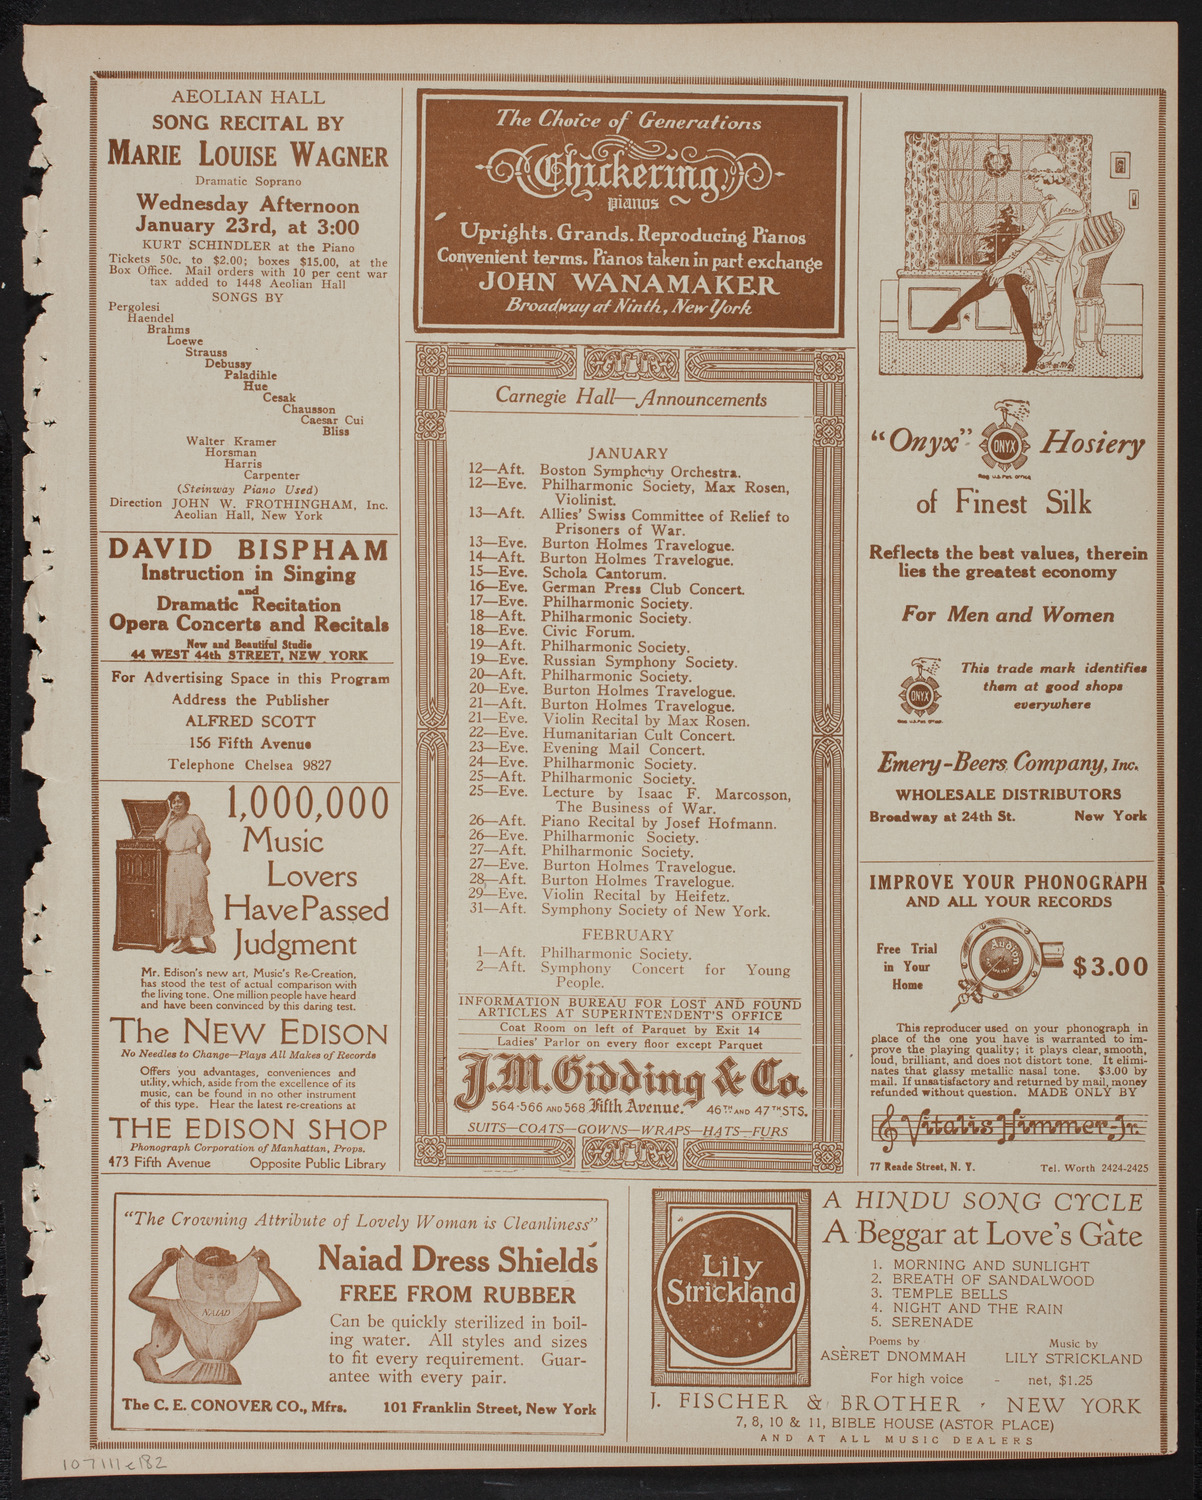 AEOLIAN HALL
SONG RECITAL BY
MARIE LOUISE WAGNER
Dramatic Soprano
Wednesday Afternoon
January 23rd, at 3:00
KURT SCHINDLER at the Piano
Tickets 50c. to $2.00; boxes $15.00, at the
Box Office. Mail orders with 10 per cent war
tax added to 1448 Aeolian Hall
SONGS BY
Pergolesi
Haendel
Brahms
Loewe
Strauss
Debussy
Paladihle
Hue
Cesak
Chausson
Caesar Cui
Bliss
Walter Kramer
Horsman
Harris
Carpenter
(Steinway Piano Used)
Direction JOHN W. FROTHINGHAM, Inc.
Aeolian Hall, New York
DAVID BISPHAM
Instruction in Singing
and
Dramatic Recitation
Opera Concerts and Recitals
New and Beautiful Studio
44 WEST 44th STREET, NEW YORK
For Advertising Space in this Program
Address the Publisher
ALFRED SCOTT
156 Fifth Avenue
Telephone Chelsea 9827
1,000,000
Music
Lovers
Have Passed
Judgment
Mr. Edison's new art, Music's Re-Creation,
has stood the test of actual comparison with
the living tone. One million people have heard
and have been convinced by this daring test.
The NEW EDISON
No Needles to Change—Plays All Makes of Records
Offers you advantages, conveniences and
utility, which, aside from the excellence of its
music, can be found in no other instrument
of this type. Hear the latest re-creations at
THE EDISON SHOP
Phonograph Corporation of Manhattan, Props.
473 Fifth Avenue Opposite Public Library
The Choice of Generations
Chickering
pianos
Uprights. Grands. Reproducing Pianos
Convenient terms. Pianos taken in part exchange
JOHN WANAMAKER
Broadway at Ninth, New York
Carnegie Hall—Announcements
JANUARY
12—Aft. Boston Symphony Orchestra.
12—Eve. Philharmonic Society, Max Rosen,
Violinist.
13—Aft. Allies' Swiss Committee of Relief to
Prisoners of War.
13—Eve. Burton Holmes Travelogue.
14—Aft. Burton Holmes Travelogue.
15—Eve. Schola Cantorum.
16—Eve. German Press Club Concert.
17—Eve. Philharmonic Society.
18—Aft. Philharmonic Society.
18—Eve. Civic Forum.
19—Aft. Philharmonic Society.
19—Eve. Russian Symphony Society.
20—Aft. Philharmonic Society.
20—Eve. Burton Holmes Travelogue.
21—Aft. Burton Holmes Travelogue.
21—Eve. Violin Recital by Max Rosen.
22—Eve. Humanitarian Cult Concert.
23—Eve. Evening Mail Concert.
24—Eve. Philharmonic Society.
25—Aft. Philharmonic Society.
25—Eve. Lecture by Isaac F. Marcosson,
The Business of War.
26—Aft. Piano Recital by Josef Hofmann.
26—Eve. Philharmonic Society.
27—Aft. Philharmonic Society.
27—Eve. Burton Holmes Travelogue.
28—Aft. Burton Holmes Travelogue.
29—Eve. Violin Recital by Heifetz.
31—Aft. Symphony Society of New York.
FEBRUARY
1—Aft. Philharmonic Society.
2—Aft. Symphony Concert for Young
People.
INFORMATION BUREAU FOR LOST AND FOUND
ARTICLES AT SUPERINTENDENT'S OFFICE
Coat Room on left of Parquet by Exit 14
Ladies' Parlor on every floor except Parquet
J.M. Gidding & Co.
564-566 AND 568 Fifth Avenue. 46TH AND 47TH STS.
SUITS—COATS—GOWNS—WRAPS—HATS—FURS
"Onyx" ONYX Hosiery
Reg. U.S. Pat. Office
of Finest Silk
Reflects the best values, therein
lies the greatest economy
For Men and Women
ONYX
Reg. U.S. Pat. Office
This trade mark identifies
them at good shops
everywhere
Emery-Beers Company, Inc.
WHOLESALE DISTRIBUTORS
Broadway at 24th St. New York
IMPROVE YOUR PHONOGRAPH
AND ALL YOUR RECORDS
Free Trial
in Your
Home
Audion
$3.00
This reproducer used on your phonograph in
place of the one you have is warranted to im-
prove the playing quality; it plays clear, smooth,
loud, brilliant, and does not distort tone. It elimi-
nates that glassy metallic nasal tone. $3.00 by
mail. If unsatisfactory and returned by mail, money
refunded without question. MADE ONLY BY
Vitalis Himmer, Jr.
77 Reade Street, N. Y. Tel. Worth 2424-2425
"The Crowning Attribute of Lovely Woman is Cleanliness"
NAIAD
Naiad Dress Shields
FREE FROM RUBBER
Can be quickly sterilized in boil-
ing water. All styles and sizes
to fit every requirement. Guar-
antee with every pair.
The C. E. CONOVER CO., Mfrs. 101 Franklin Street, New York
Lily
Strickland
A HINDU SONG CYCLE
A Beggar at Love's Gate
1. MORNING AND SUNLIGHT
2. BREATH OF SANDALWOOD
3. TEMPLE BELLS
4. NIGHT AND THE RAIN
5. SERENADE
Poems by Music by
ASERET DNOMMAH LILY STRICKLAND
For high voice - net, $1.25
J. FISCHER & BROTHER, NEW YORK
7, 8, 10 & 11, BIBLE HOUSE (ASTOR PLACE)
AND AT ALL MUSIC DEALERS
107111e182